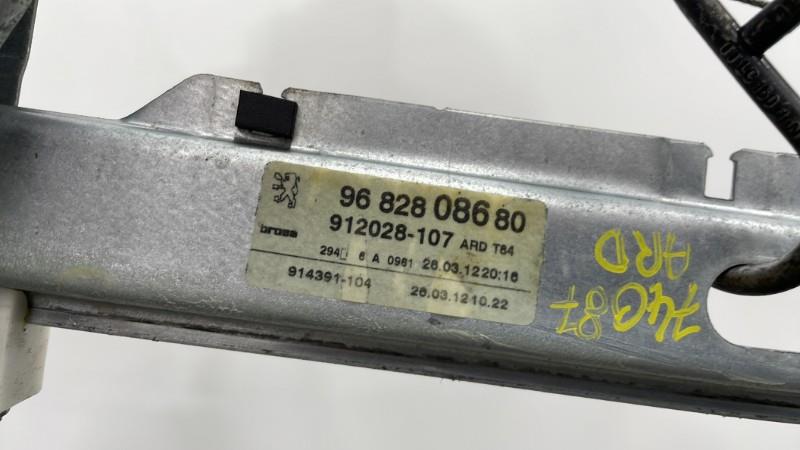 96 828 086 80
912028-107 ARD T84
brose
6 A 0961 26.03.12 20:16
914391-104 26.03.12 10.22
ARD